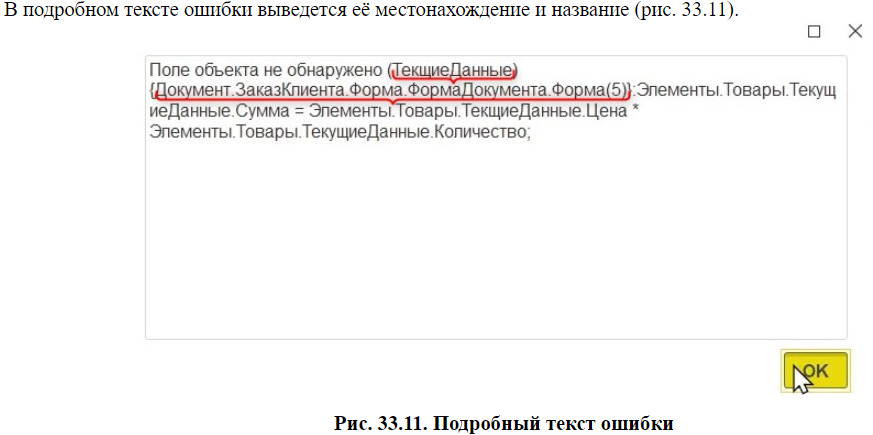 В подробном тексте ошибки выведется её местонахождение и название (рис. 33.11).
Поле объекта не обнаружено (ТекщиеДанные)
{Документ.ЗаказКлиента.Форма.ФормаДокумента.Форма(5)}:Элементы.Товары.Текущ
иеДанные.Сумма = Элементы.Товары.ТекщиеДанные.Цена *
Элементы.Товары.ТекущиеДанные.Количество;
OK
Рис. 33.11. Подробный текст ошибки